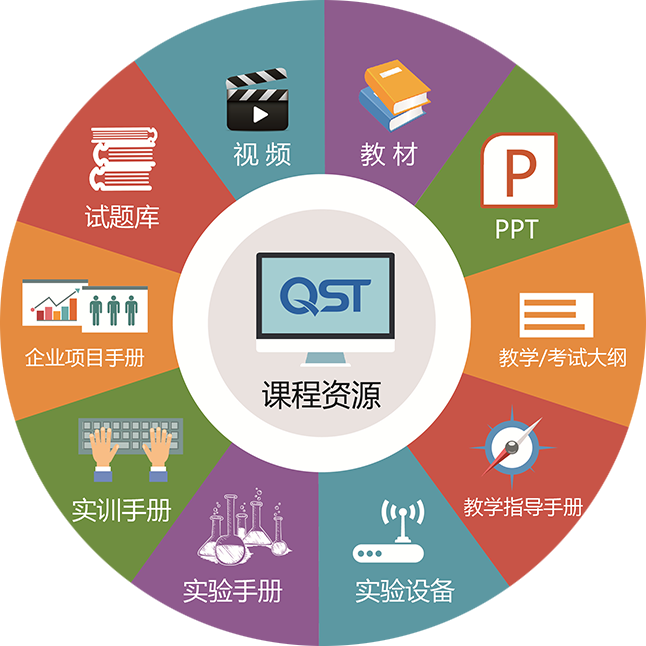 视频
教材
P
PPT
教学/考试大纲
教学指导手册
实验设备
实验手册
实训手册
企业项目手册
试题库
QST
课程资源